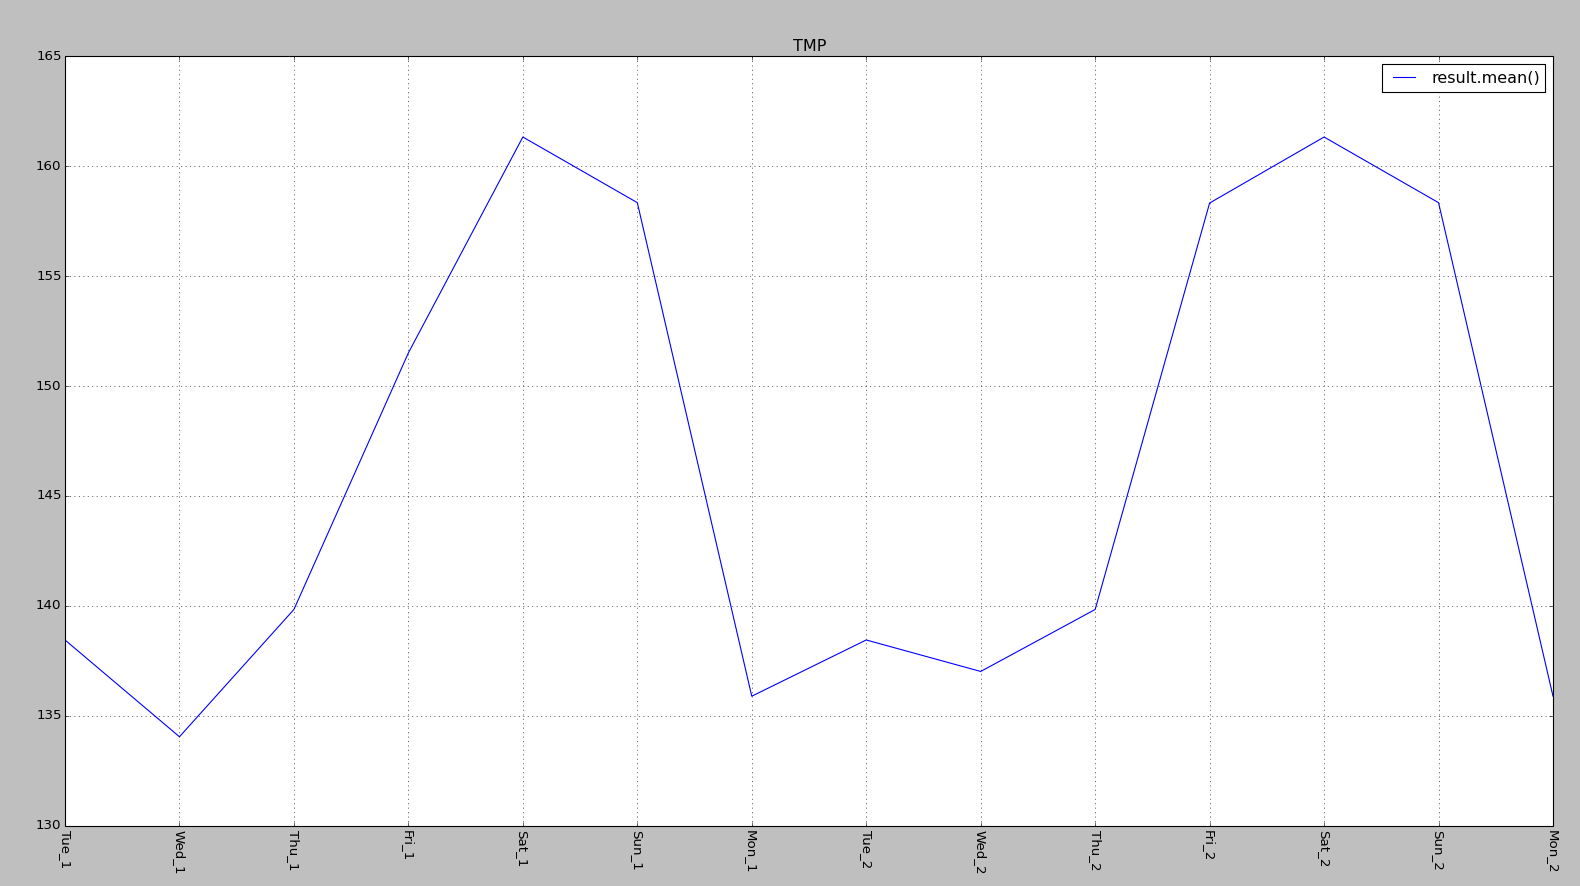 TMP
result.mean()
165
160
155
150
145
140
135
130
Tue_1
Wed_1
Thu_1
Fri_1
Sat_1
Sun_1
Mon_1
Tue_2
Wed_2
Thu_2
Fri_2
Sat_2
Sun_2
Mon_2